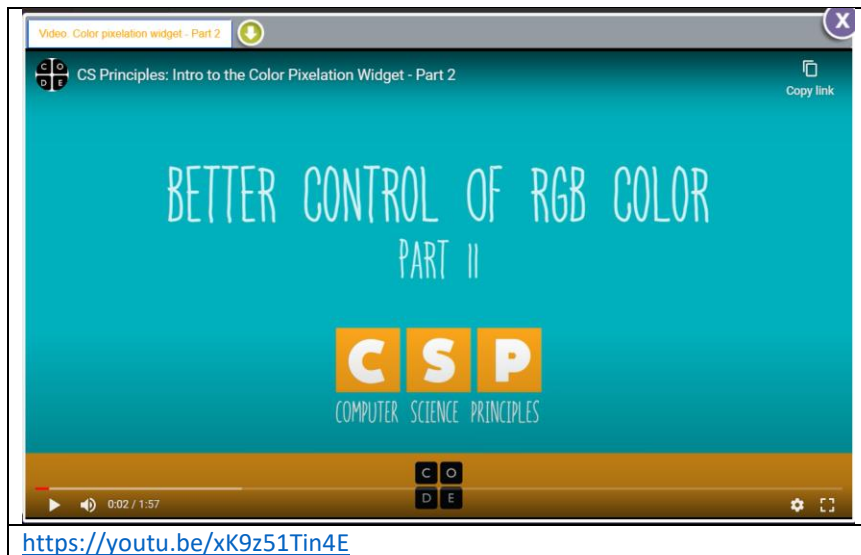 Video: Color pixelation widget - Part 2
X
C O
D E
CS Principles: Intro to the Color Pixelation Widget - Part 2
Copy link
BETTER CONTROL OF RGB COLOR
PART II
C S P
COMPUTER SCIENCE PRINCIPLES
C O
D E
0:02 / 1:57
https://youtu.be/xK9z51Tin4E